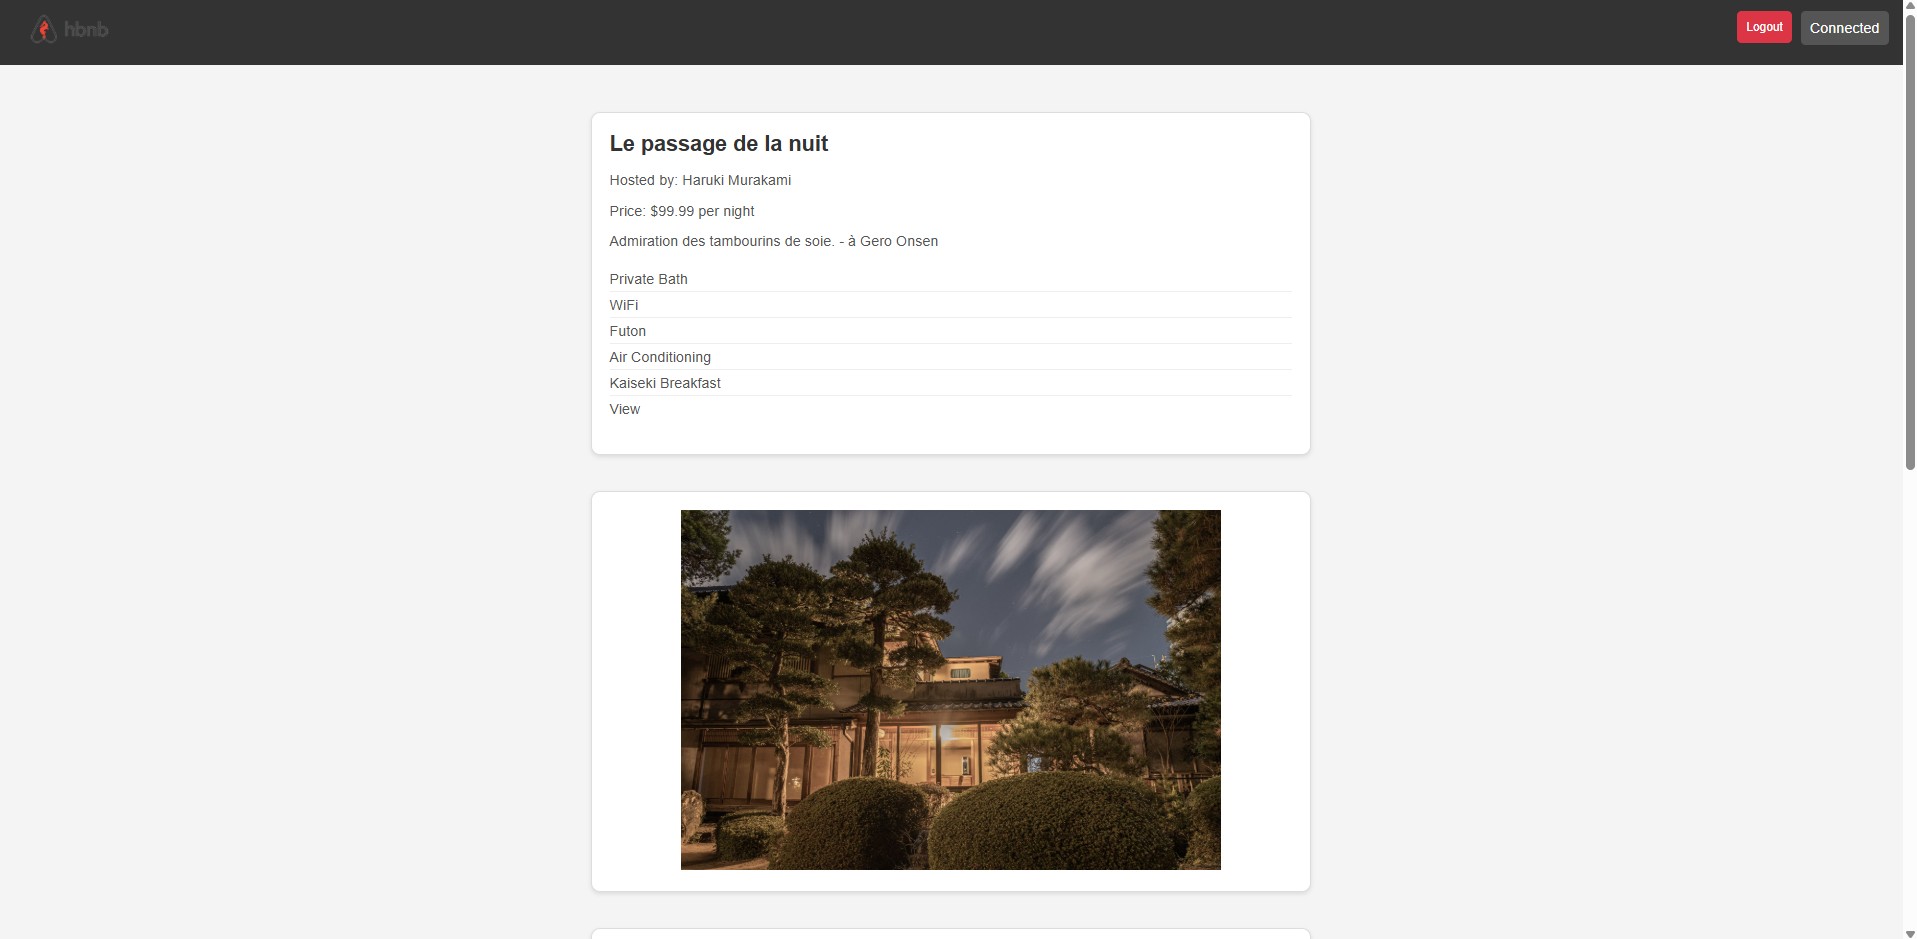 hbnb
Logout
Connected
Le passage de la nuit
Hosted by: Haruki Murakami
Price: $99.99 per night
Admiration des tambourins de soie. - à Gero Onsen
Private Bath
WiFi
Futon
Air Conditioning
Kaiseki Breakfast
View